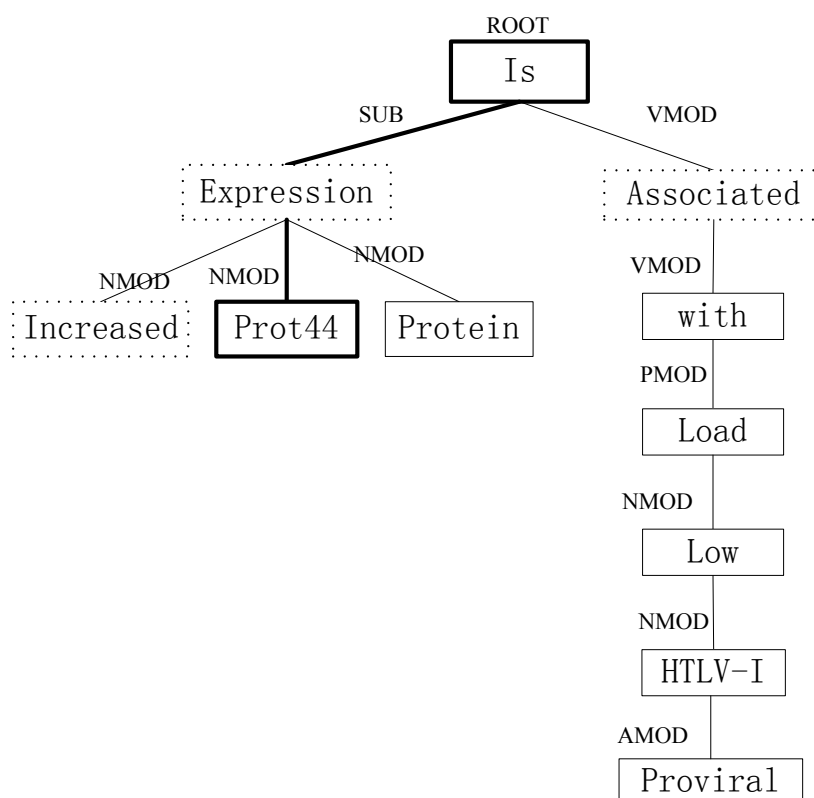 ROOT
Is
SUB
VMOD
Expression
Associated
NMOD
NMOD
NMOD
VMOD
Increased
Prot44
Protein
with
PMOD
Load
NMOD
Low
NMOD
HTLV-I
AMOD
Proviral